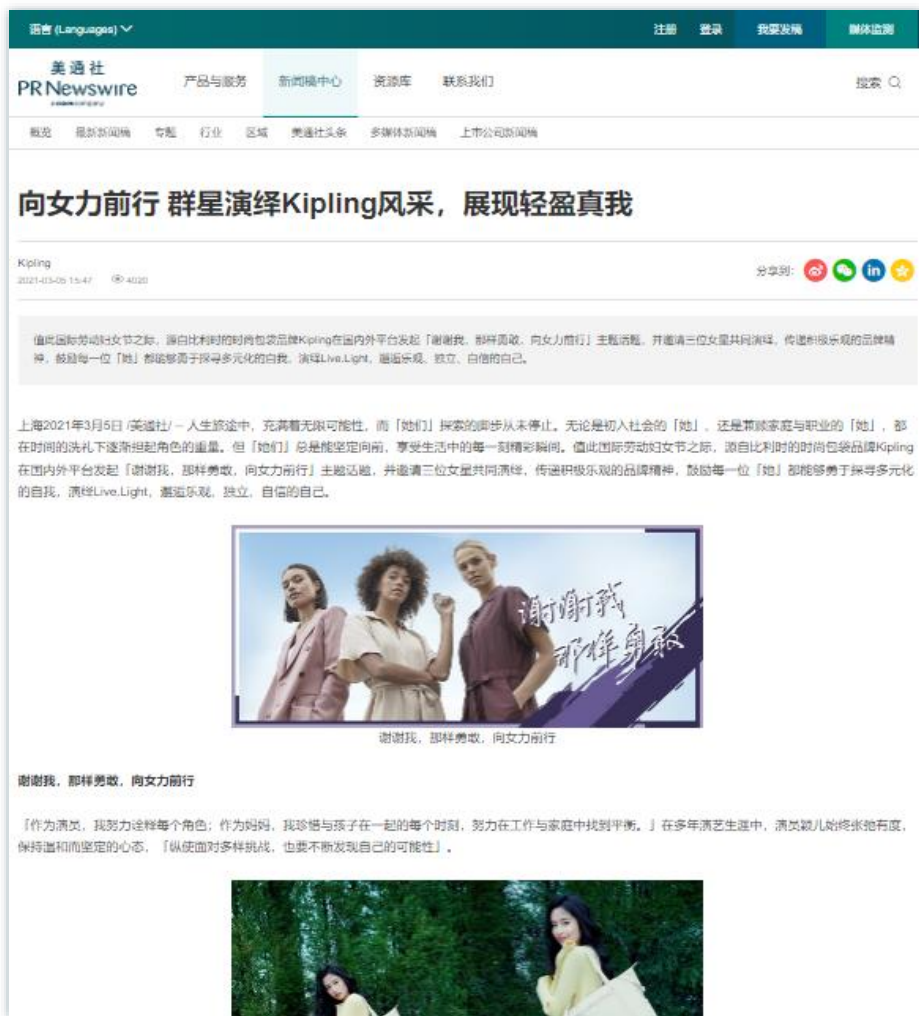 语言 (Languages)
注册 登录 我要发稿 媒体监测
美通社
PR Newswire
产品与服务 新闻稿中心 资源库 联系我们
搜索
概览 最新新闻稿 专题 行业 区域 美通社头条 多媒体新闻稿 上市公司新闻稿
向女力前行 群星演绎Kipling风采，展现轻盈真我
Kipling
2021-03-05 15:47 4020
分享到:
值此国际劳动妇女节之际，源自比利时的时尚包袋品牌Kipling在国内外平台发起「谢谢我，那样勇敢，向女力前行」主题话题，并邀请三位女星共同演绎，传递积极乐观的品牌精
神，鼓励每一位「她」都能够勇于探寻多元化的自我，演绎Live.Light，邂逅乐观、独立、自信的自己。
上海2021年3月5日 /美通社/ -- 人生旅途中，充满着无限可能性，而「她们」探索的脚步从未停止。无论是初入社会的「她」，还是兼顾家庭与职业的「她」，都
在时间的洗礼下逐渐担起角色的重量。但「她们」总是能坚定向前，享受生活中的每一刻精彩瞬间。值此国际劳动妇女节之际，源自比利时的时尚包袋品牌Kipling
在国内外平台发起「谢谢我，那样勇敢，向女力前行」主题话题，并邀请三位女星共同演绎，传递积极乐观的品牌精神，鼓励每一位「她」都能够勇于探寻多元化
的自我，演绎Live.Light，邂逅乐观、独立、自信的自己。
谢谢我
那样勇敢
谢谢我，那样勇敢，向女力前行
谢谢我，那样勇敢，向女力前行
「作为演员，我努力诠释每个角色；作为妈妈，我珍惜与孩子在一起的每个时刻，努力在工作与家庭中找到平衡。」在多年演艺生涯中，演员颖儿始终张弛有度，
保持温和而坚定的心态，「纵使面对多样挑战，也要不断发现自己的可能性」。